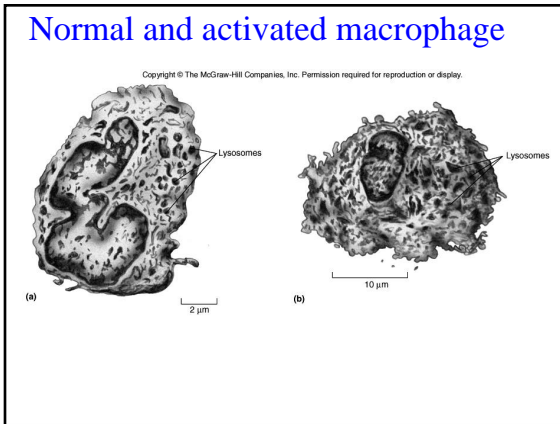 Normal and activated macrophage
Copyright © The McGraw-Hill Companies, Inc. Permission required for reproduction or display.
Lysosomes
Lysosomes
(a)
2 μm
10 μm
(b)